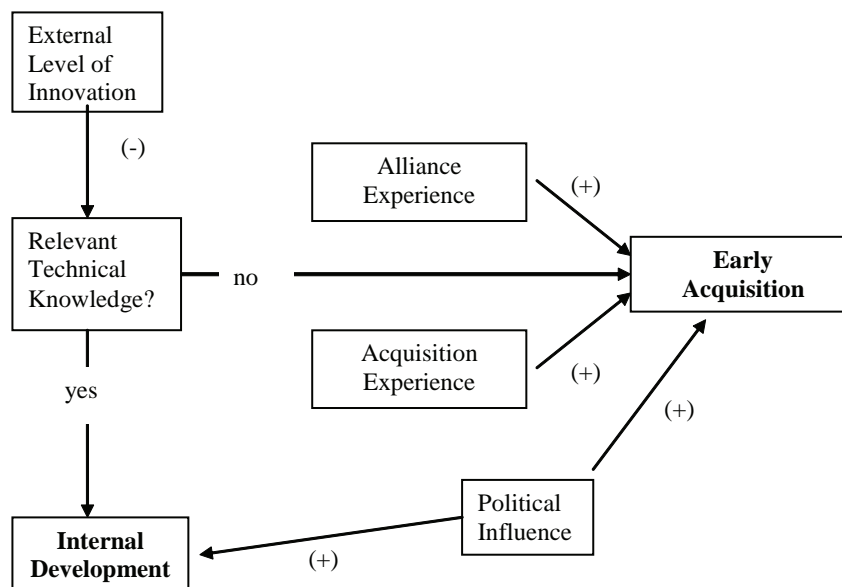 External
Level of
Innovation
(-)
Alliance
Experience
(+)
Relevant
Technical
Knowledge?
no
Early
Acquisition
Acquisition
Experience
(+)
yes
(+)
Political
Influence
Internal
Development
(+)